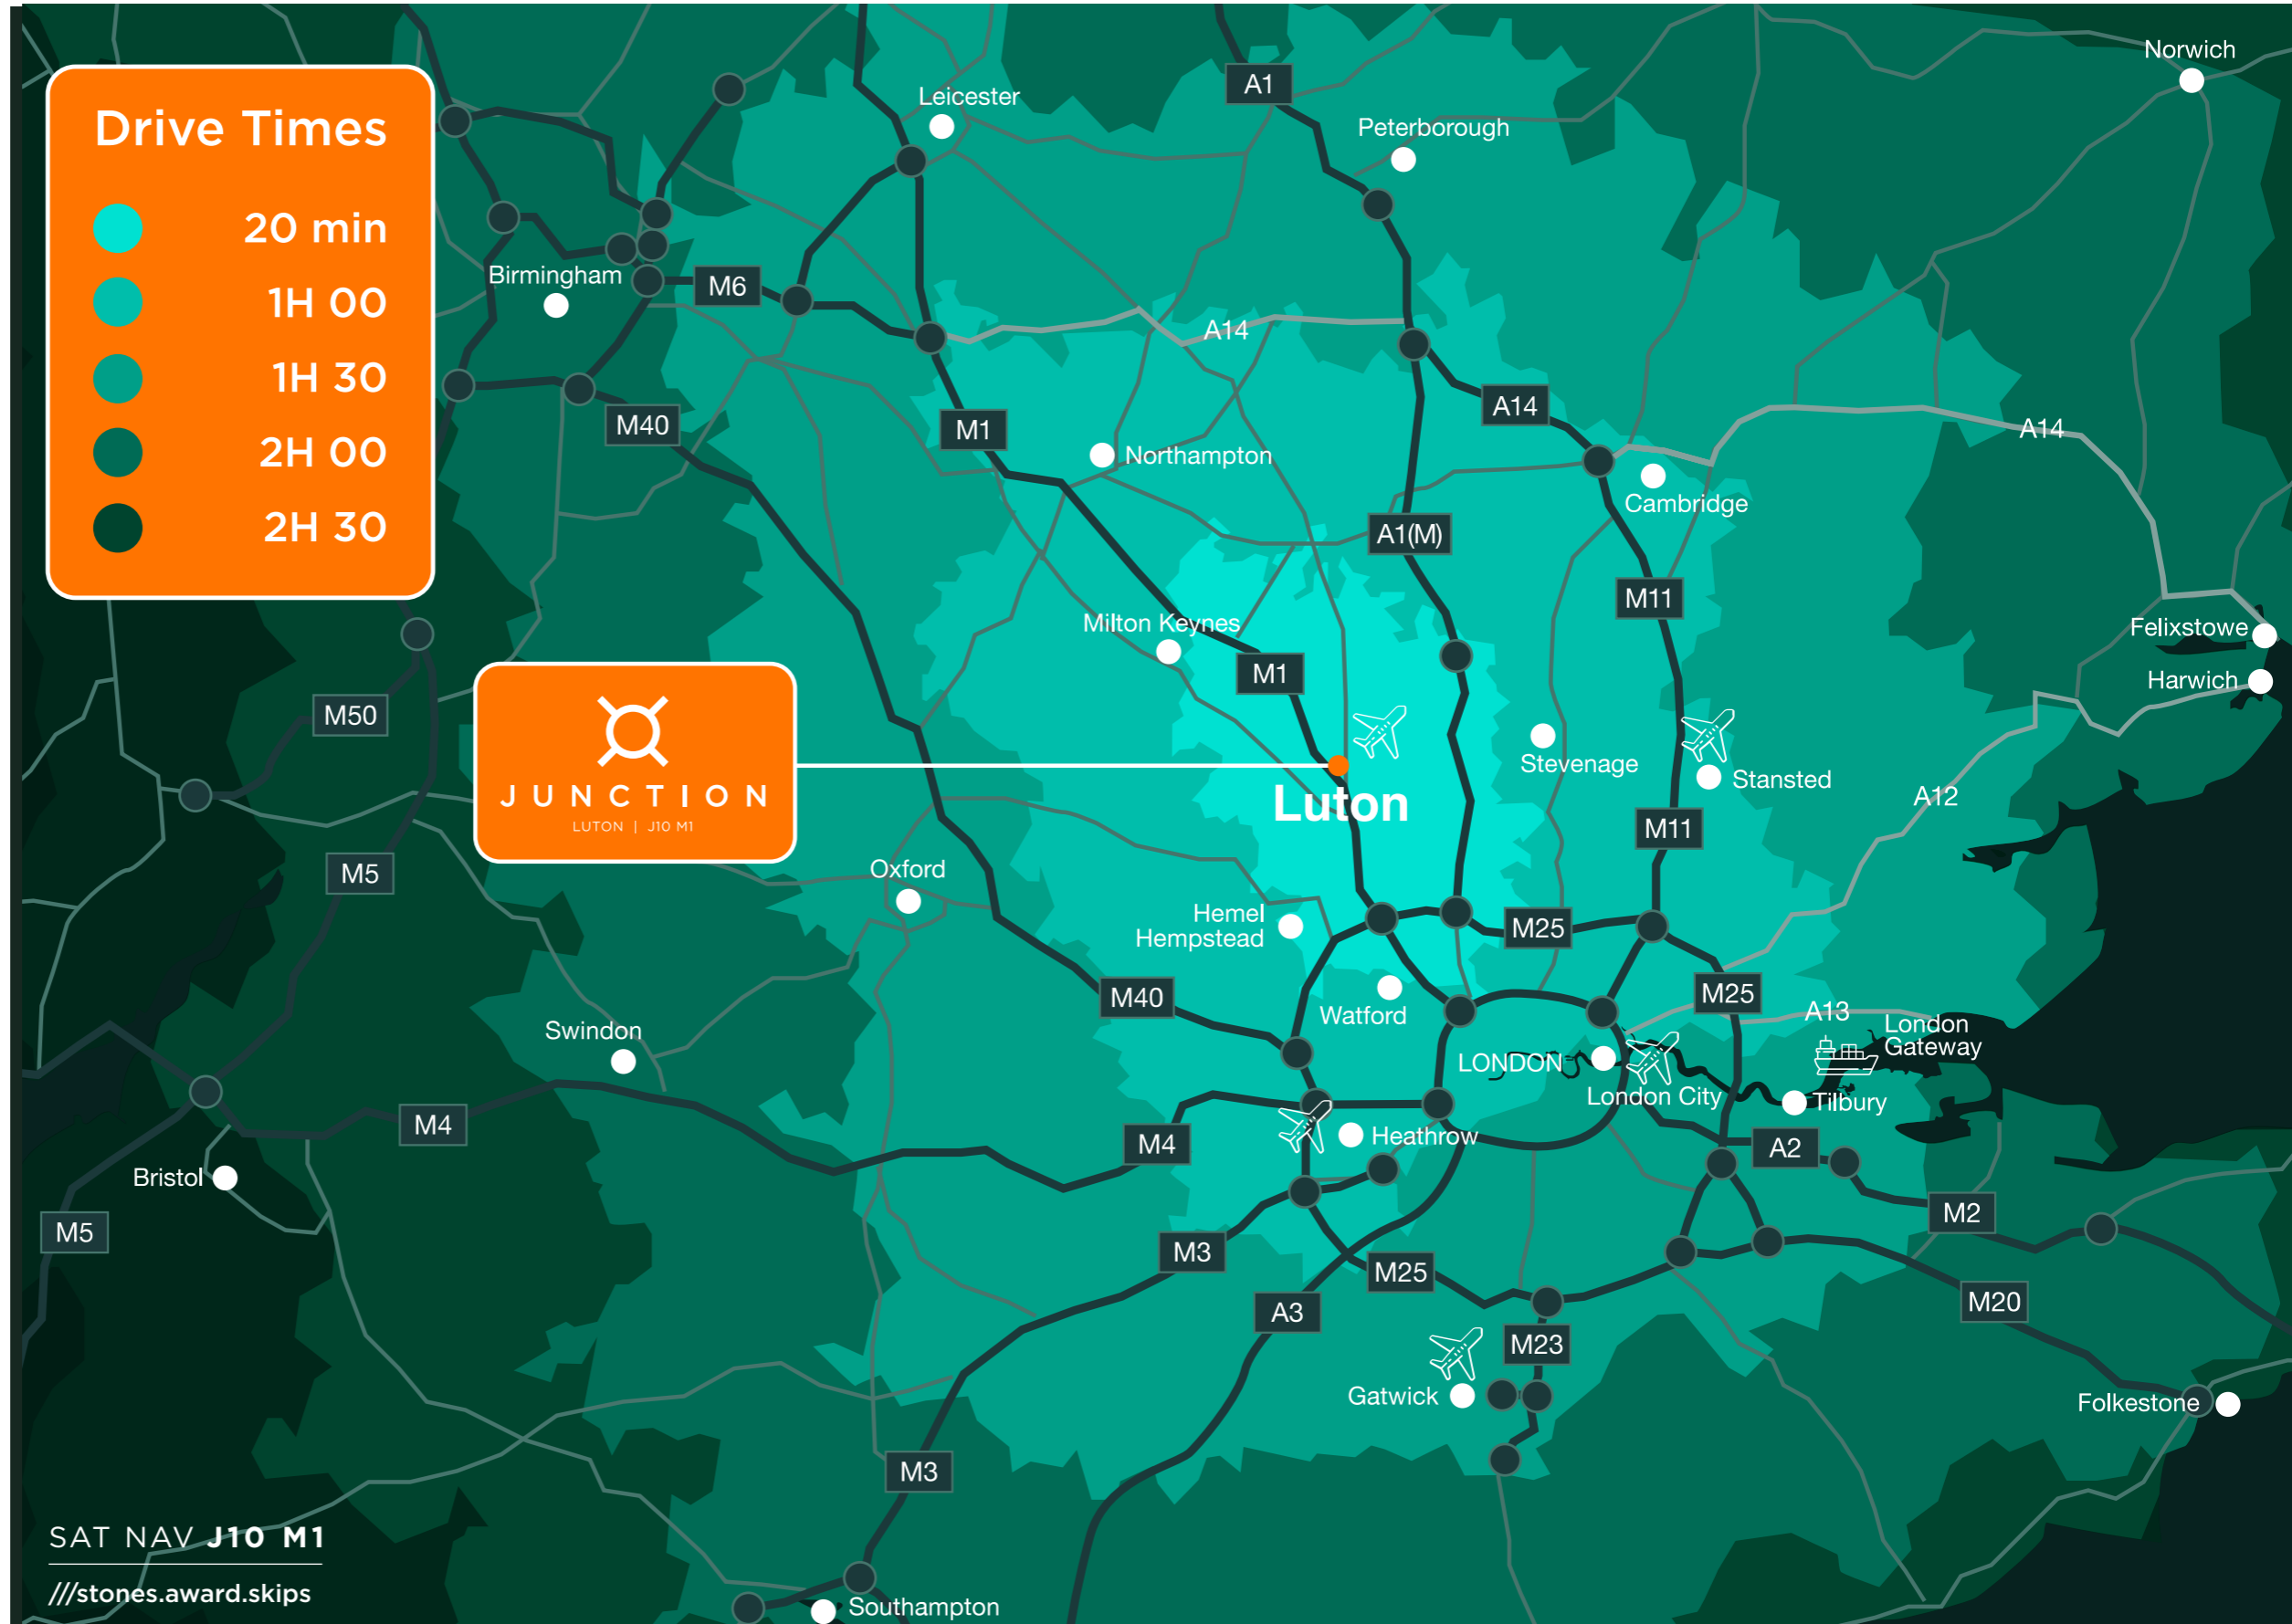 Drive Times
20 min
1H 00
1H 30
2H 00
2H 30
Norwich
A1
Leicester
Peterborough
Birmingham
M6
A14
A14
M40
M1
A14
Northampton
Cambridge
A1(M)
M11
Milton Keynes
Felixstowe
M1
Harwich
M50
JUNCTION
LUTON | J10 M1
Stevenage
Stansted
Luton
A12
M11
M5
Oxford
Hemel
Hempstead
M25
M40
M25
Watford
A13
London
Gateway
Swindon
LONDON
London City
Tilbury
M4
M4
Heathrow
A2
Bristol
M5
M2
M3
M25
A3
M20
M23
Gatwick
Folkestone
M3
SAT NAV J10 M1
///stones.award.skips
Southampton